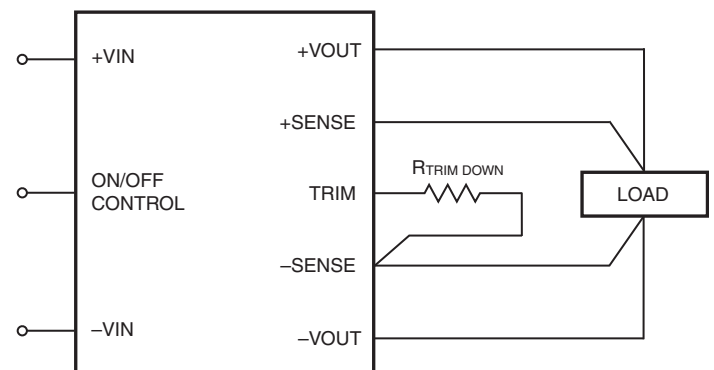 +VIN
+VOUT
+SENSE
RTRIM DOWN
ON/OFF
CONTROL
TRIM
LOAD
–SENSE
–VIN
–VOUT